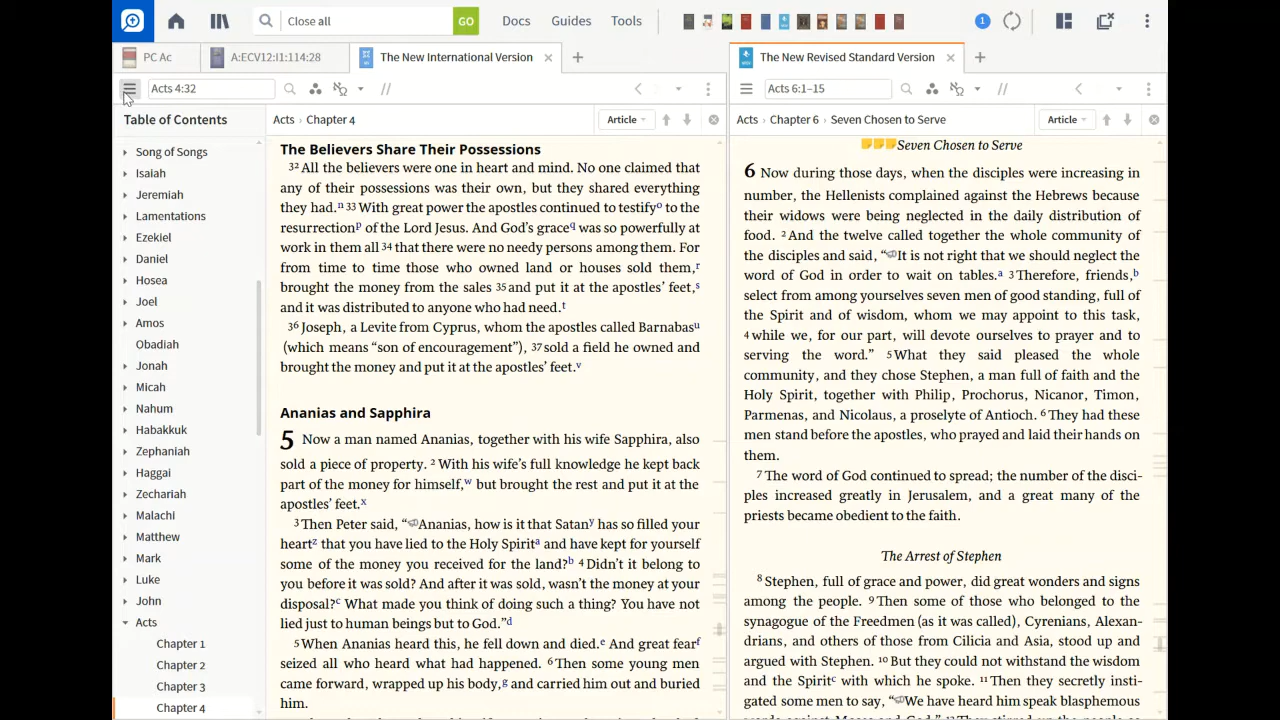 Close all
GO
Docs
Guides
Tools
1
PC Ac
A:ECV12:I1:114:28
The New International Version
The New Revised Standard Version
Acts 4:32
//
Acts 6:1–15
//
Table of Contents
Song of Songs
Isaiah
Jeremiah
Lamentations
Ezekiel
Daniel
Hosea
Joel
Amos
Obadiah
Jonah
Micah
Nahum
Habakkuk
Zephaniah
Haggai
Zechariah
Malachi
Matthew
Mark
Luke
John
Acts
Chapter 1
Chapter 2
Chapter 3
Chapter 4
Acts › Chapter 4
Article
The Believers Share Their Possessions
32 All the believers were one in heart and mind. No one claimed that
any of their possessions was their own, but they shared everything
they had.n 33 With great power the apostles continued to testifyo to the
resurrectionp of the Lord Jesus. And God’s graceq was so powerfully at
work in them all 34 that there were no needy persons among them. For
from time to time those who owned land or houses sold them,r
brought the money from the sales 35 and put it at the apostles’ feet,s
and it was distributed to anyone who had need.t
36 Joseph, a Levite from Cyprus, whom the apostles called Barnabasu
(which means “son of encouragement”), 37 sold a field he owned and
brought the money and put it at the apostles’ feet.v
Ananias and Sapphira
5 Now a man named Ananias, together with his wife Sapphira, also
sold a piece of property. 2 With his wife’s full knowledge he kept back
part of the money for himself,w but brought the rest and put it at the
apostles’ feet.x
3 Then Peter said, “Ananias, how is it that Satany has so filled your
heartz that you have lied to the Holy Spirita and have kept for yourself
some of the money you received for the land?b 4 Didn’t it belong to
you before it was sold? And after it was sold, wasn’t the money at your
disposal?c What made you think of doing such a thing? You have not
lied just to human beings but to God.”d
5 When Ananias heard this, he fell down and died.e And great fearf
seized all who heard what had happened. 6 Then some young men
came forward, wrapped up his body,g and carried him out and buried
him.
Acts › Chapter 6 › Seven Chosen to Serve
Article
Seven Chosen to Serve
6 Now during those days, when the disciples were increasing in
number, the Hellenists complained against the Hebrews because
their widows were being neglected in the daily distribution of
food. 2 And the twelve called together the whole community of
the disciples and said, “It is not right that we should neglect the
word of God in order to wait on tables.a 3 Therefore, friends,b
select from among yourselves seven men of good standing, full of
the Spirit and of wisdom, whom we may appoint to this task,
4 while we, for our part, will devote ourselves to prayer and to
serving the word.” 5 What they said pleased the whole
community, and they chose Stephen, a man full of faith and the
Holy Spirit, together with Philip, Prochorus, Nicanor, Timon,
Parmenas, and Nicolaus, a proselyte of Antioch. 6 They had these
men stand before the apostles, who prayed and laid their hands on
them.
7 The word of God continued to spread; the number of the disci-
ples increased greatly in Jerusalem, and a great many of the
priests became obedient to the faith.
The Arrest of Stephen
8 Stephen, full of grace and power, did great wonders and signs
among the people. 9 Then some of those who belonged to the
synagogue of the Freedmen (as it was called), Cyrenians, Alexan-
drians, and others of those from Cilicia and Asia, stood up and
argued with Stephen. 10 But they could not withstand the wisdom
and the Spiritc with which he spoke. 11 Then they secretly insti-
gated some men to say, “We have heard him speak blasphemous